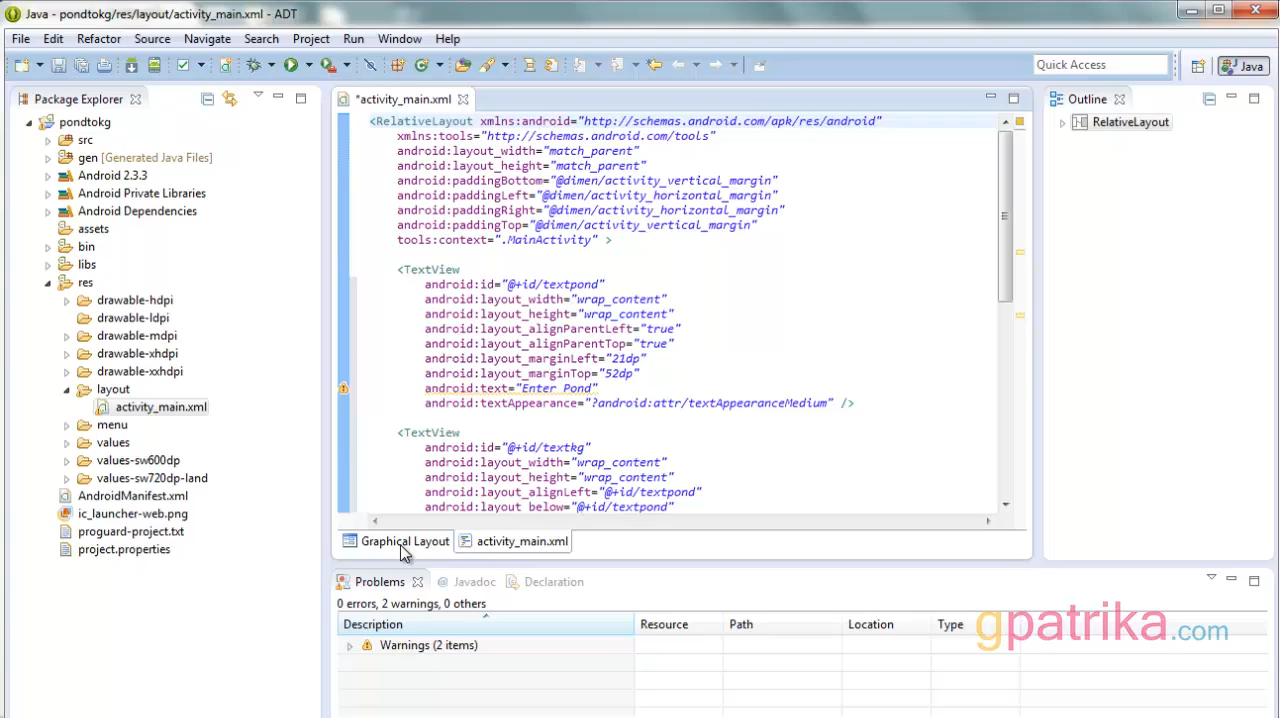 Java - pondtokg/res/layout/activity_main.xml - ADT
File Edit Refactor Source Navigate Search Project Run Window Help
Quick Access
Java
Package Explorer
pondtokg
src
gen [Generated Java Files]
Android 2.3.3
Android Private Libraries
Android Dependencies
assets
bin
libs
res
drawable-hdpi
drawable-ldpi
drawable-mdpi
drawable-xhdpi
drawable-xxhdpi
layout
activity_main.xml
menu
values
values-sw600dp
values-sw720dp-land
AndroidManifest.xml
ic_launcher-web.png
proguard-project.txt
project.properties
*activity_main.xml
<RelativeLayout xmlns:android="http://schemas.android.com/apk/res/android"
xmlns:tools="http://schemas.android.com/tools"
android:layout_width="match_parent"
android:layout_height="match_parent"
android:paddingBottom="@dimen/activity_vertical_margin"
android:paddingLeft="@dimen/activity_horizontal_margin"
android:paddingRight="@dimen/activity_horizontal_margin"
android:paddingTop="@dimen/activity_vertical_margin"
tools:context=".MainActivity" >
<TextView
android:id="@+id/textpond"
android:layout_width="wrap_content"
android:layout_height="wrap_content"
android:layout_alignParentLeft="true"
android:layout_alignParentTop="true"
android:layout_marginLeft="21dp"
android:layout_marginTop="52dp"
android:text="Enter Pond"
android:textAppearance="?android:attr/textAppearanceMedium" />
<TextView
android:id="@+id/textkg"
android:layout_width="wrap_content"
android:layout_height="wrap_content"
android:layout_alignLeft="@+id/textpond"
android:layout_below="@+id/textpond"
Graphical Layout
activity_main.xml
Outline
RelativeLayout
Problems
@ Javadoc
Declaration
0 errors, 2 warnings, 0 others
Description Resource Path Location Type
Warnings (2 items)
gpatrika.com